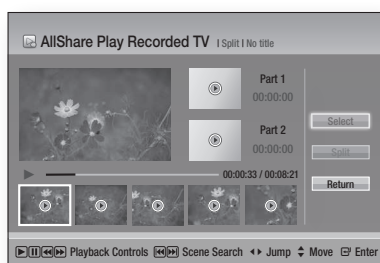 AllShare Play Recorded TV I Split I No title
Part 1
00:00:00
Part 2
00:00:00
Select
Split
Return
00:00:33 / 00:08:21
Playback Controls Scene Search Jump Move Enter